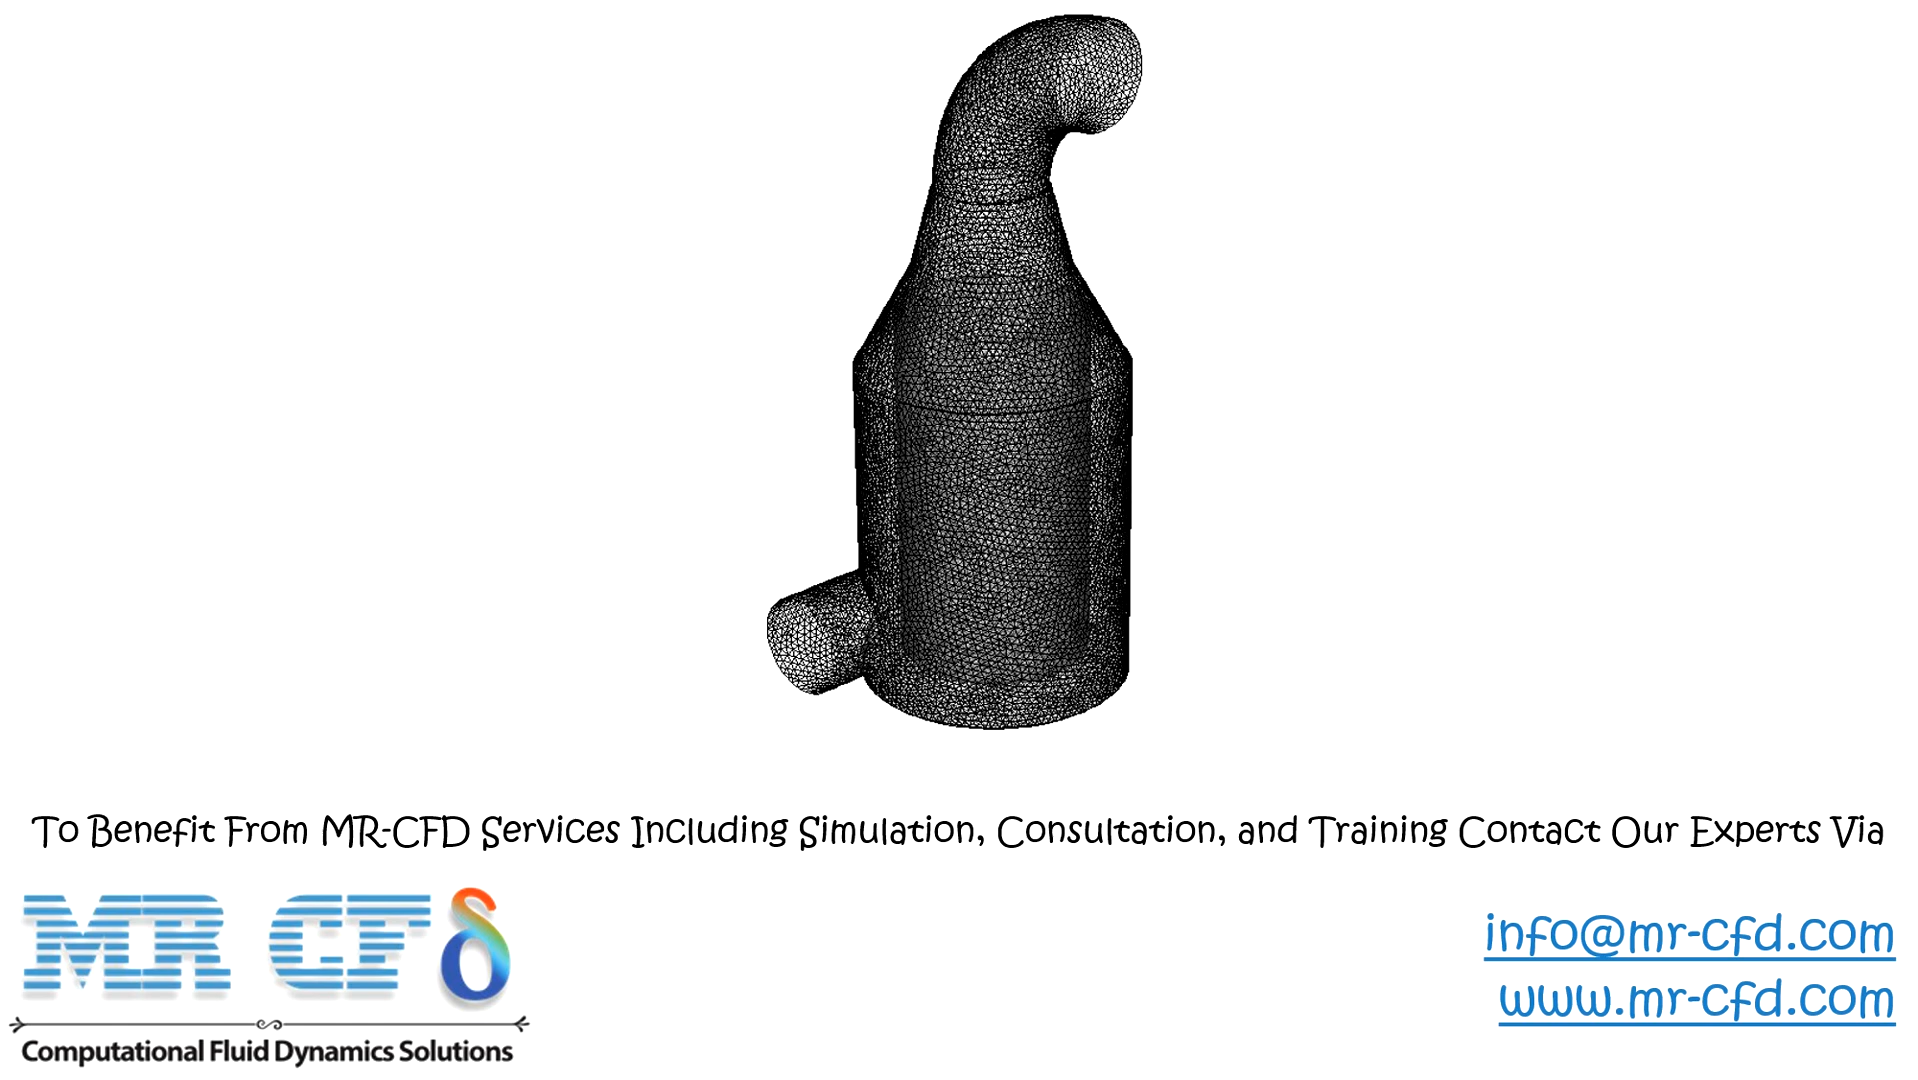 To Benefit From MR-CFD Services Including Simulation, Consultation, and Training Contact Our Experts Via
MR CFD
Computational Fluid Dynamics Solutions
info@mr-cfd.com
www.mr-cfd.com